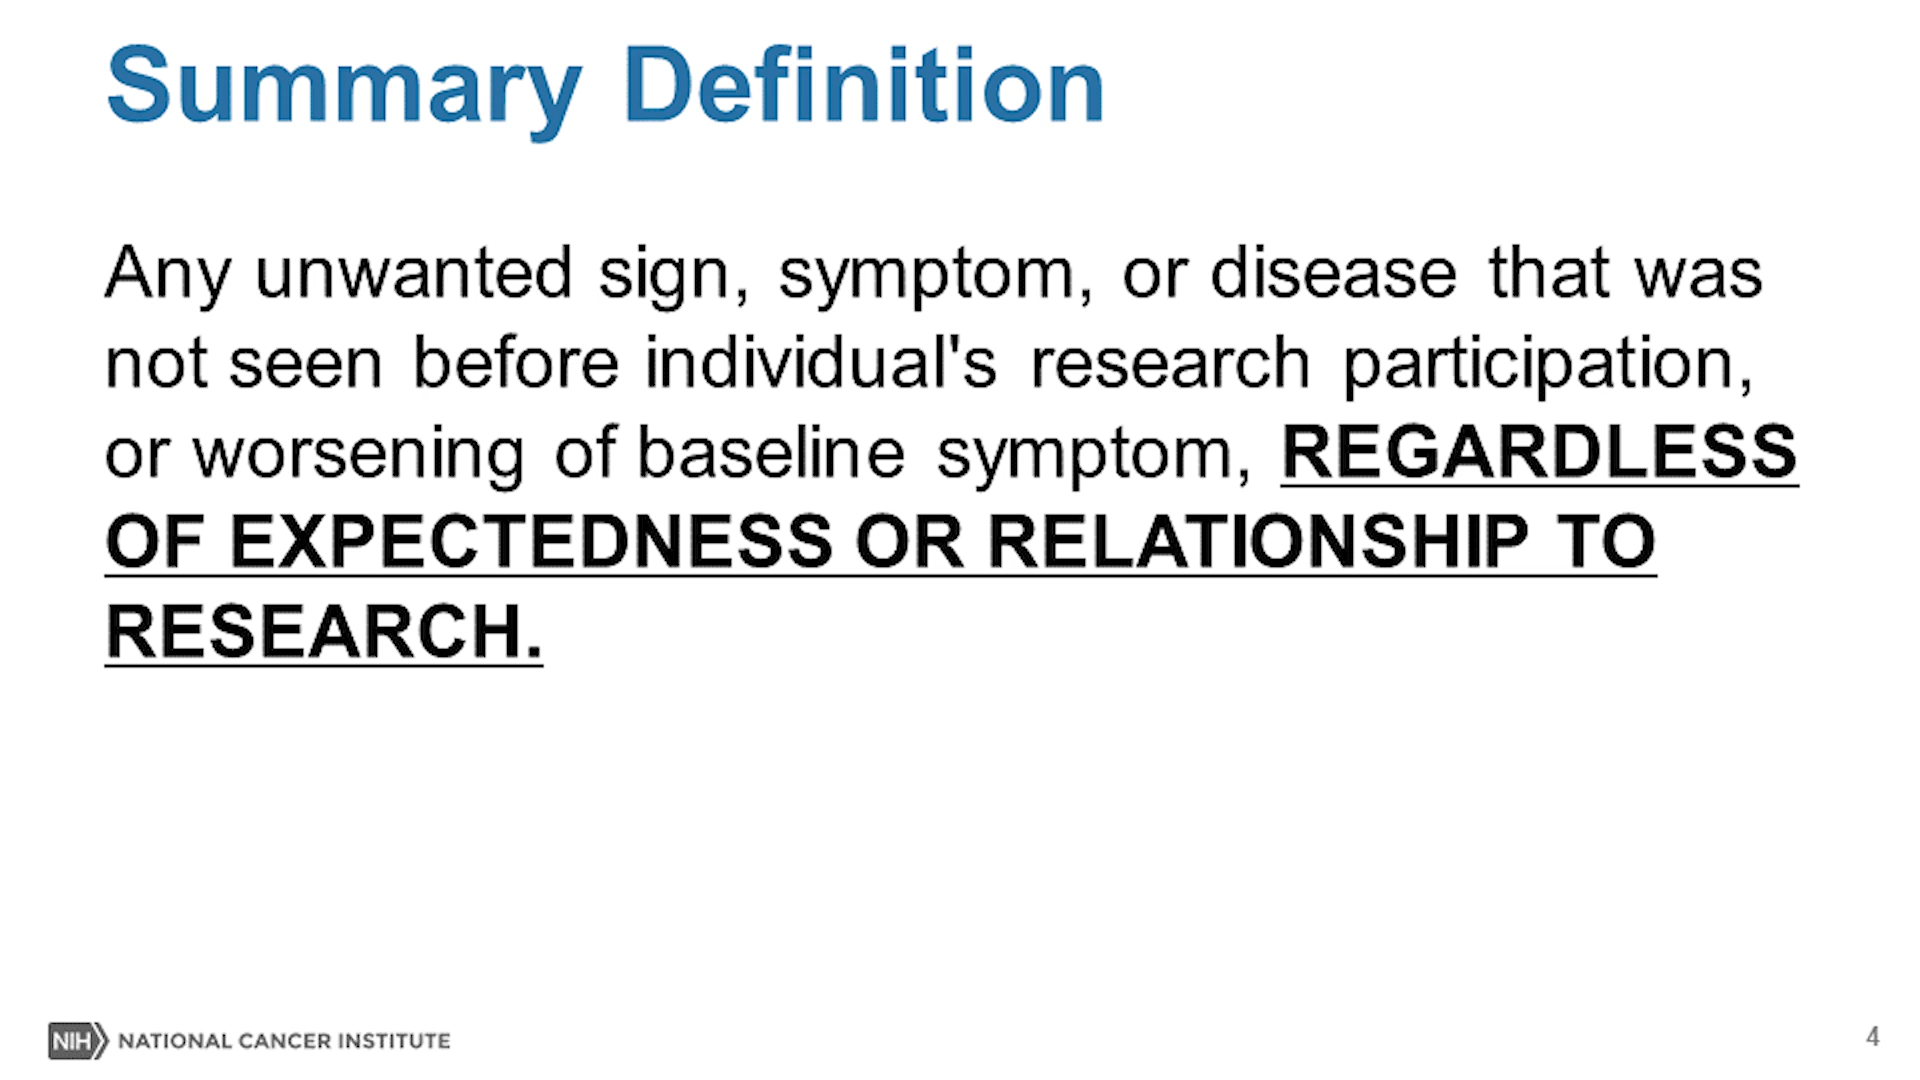 Summary Definition
Any unwanted sign, symptom, or disease that was
not seen before individual's research participation,
or worsening of baseline symptom, REGARDLESS
OF EXPECTEDNESS OR RELATIONSHIP TO
RESEARCH.
NIH NATIONAL CANCER INSTITUTE
4